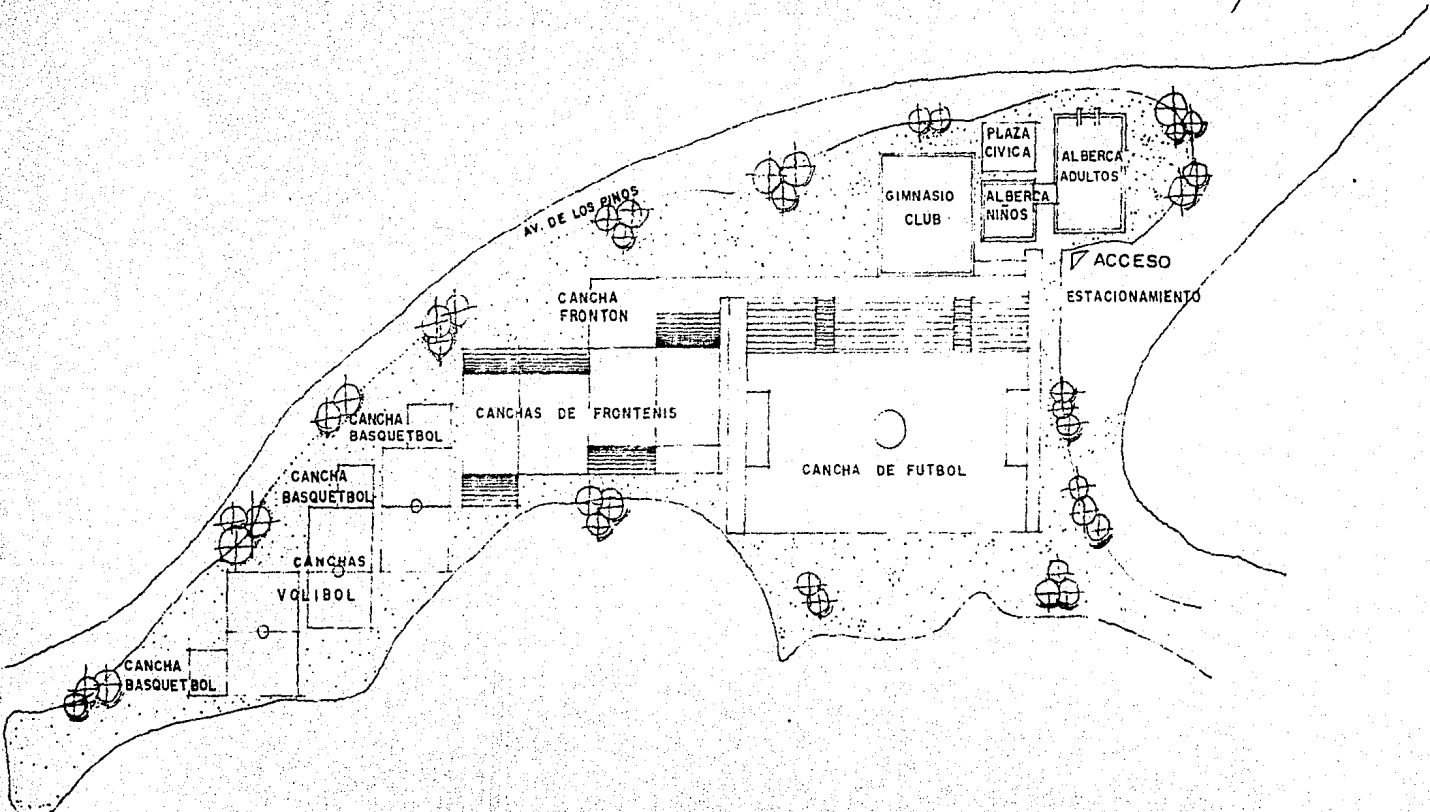 PLAZA
CIVICA
ALBERCA
ADULTOS
GIMNASIO
CLUB
ALBERCA
NIÑOS
AV. DE LOS PINOS
ACCESO
ESTACIONAMIENTO
CANCHA
FRONTON
CANCHAS DE FRONTENIS
CANCHA
BASQUETBOL
CANCHA DE FUTBOL
CANCHA
BASQUETBOL
CANCHAS
VOLIBOL
CANCHA
BASQUETBOL